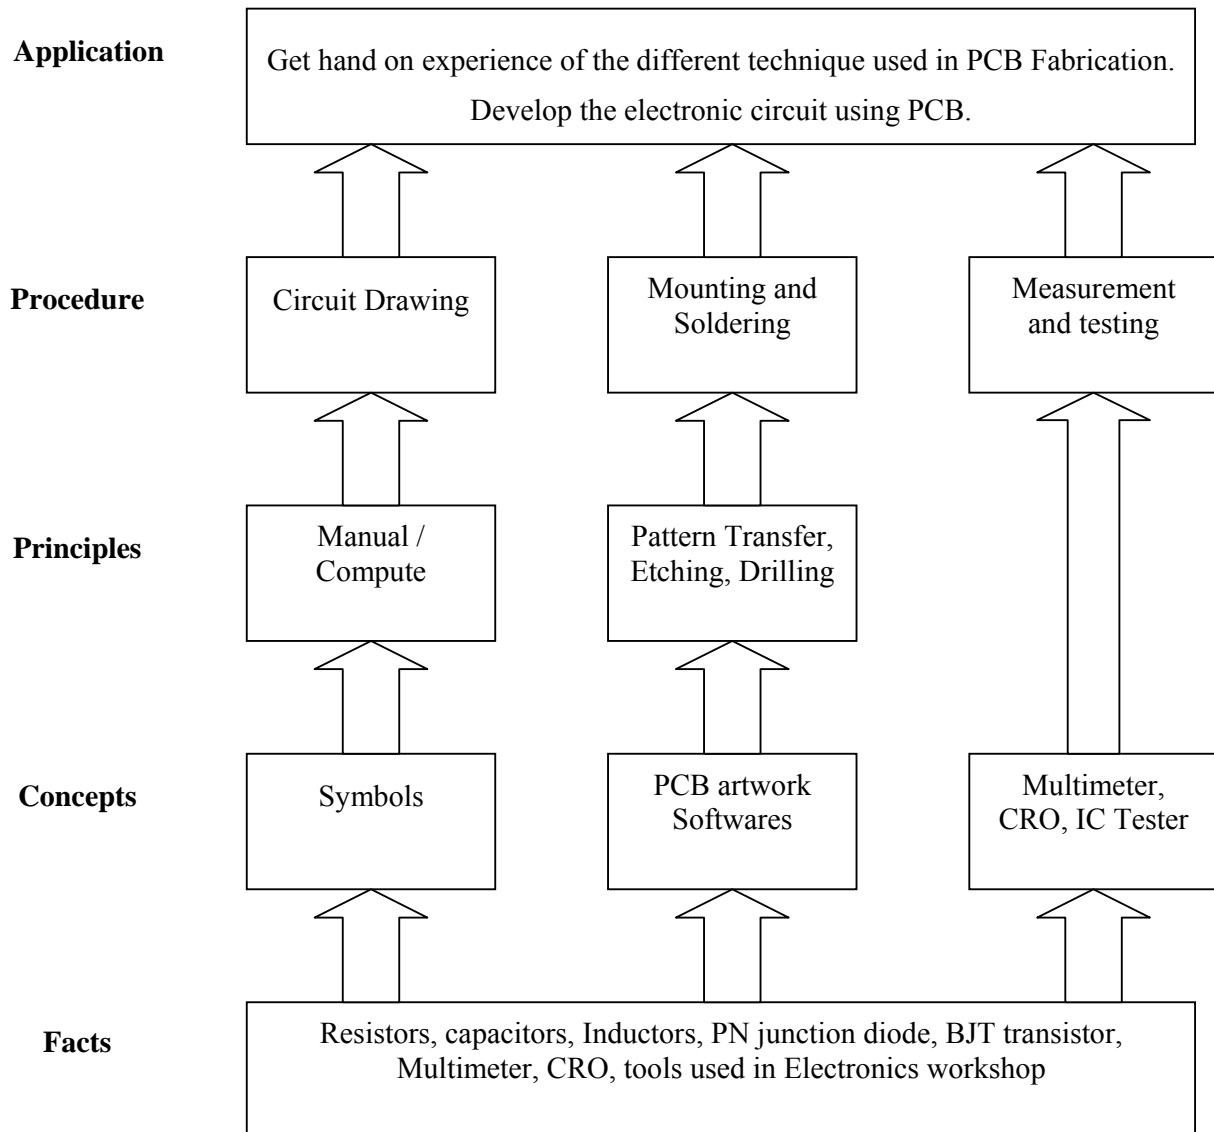 Application
Get hand on experience of the different technique used in PCB Fabrication.
Develop the electronic circuit using PCB.
Procedure
Circuit Drawing
Mounting and
Soldering
Measurement
and testing
Principles
Manual /
Compute
Pattern Transfer,
Etching, Drilling
Concepts
Symbols
PCB artwork
Softwares
Multimeter,
CRO, IC Tester
Facts
Resistors, capacitors, Inductors, PN junction diode, BJT transistor,
Multimeter, CRO, tools used in Electronics workshop